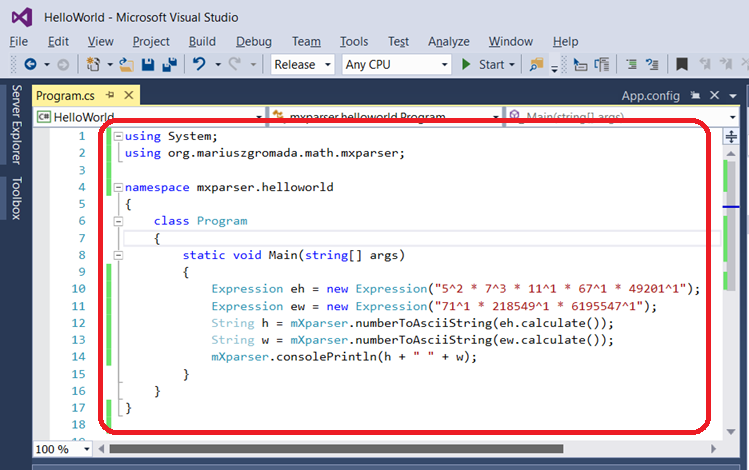 HelloWorld - Microsoft Visual Studio
File Edit View Project Build Debug Team Tools Test Analyze Window Help
Release Any CPU Start
Server Explorer
Toolbox
Program.cs App.config
C# HelloWorld mxparser.helloworld.Program Main(string[] args)
1 using System;
2 using org.mariuszgromada.math.mxparser;
3
4 namespace mxparser.helloworld
5 {
6 class Program
7 {
8 static void Main(string[] args)
9 {
10 Expression eh = new Expression("5^2 * 7^3 * 11^1 * 67^1 * 49201^1");
11 Expression ew = new Expression("71^1 * 218549^1 * 6195547^1");
12 String h = mXparser.numberToAsciiString(eh.calculate());
13 String w = mXparser.numberToAsciiString(ew.calculate());
14 mXparser.consolePrintln(h + " " + w);
15 }
16 }
17 }
18
100 %